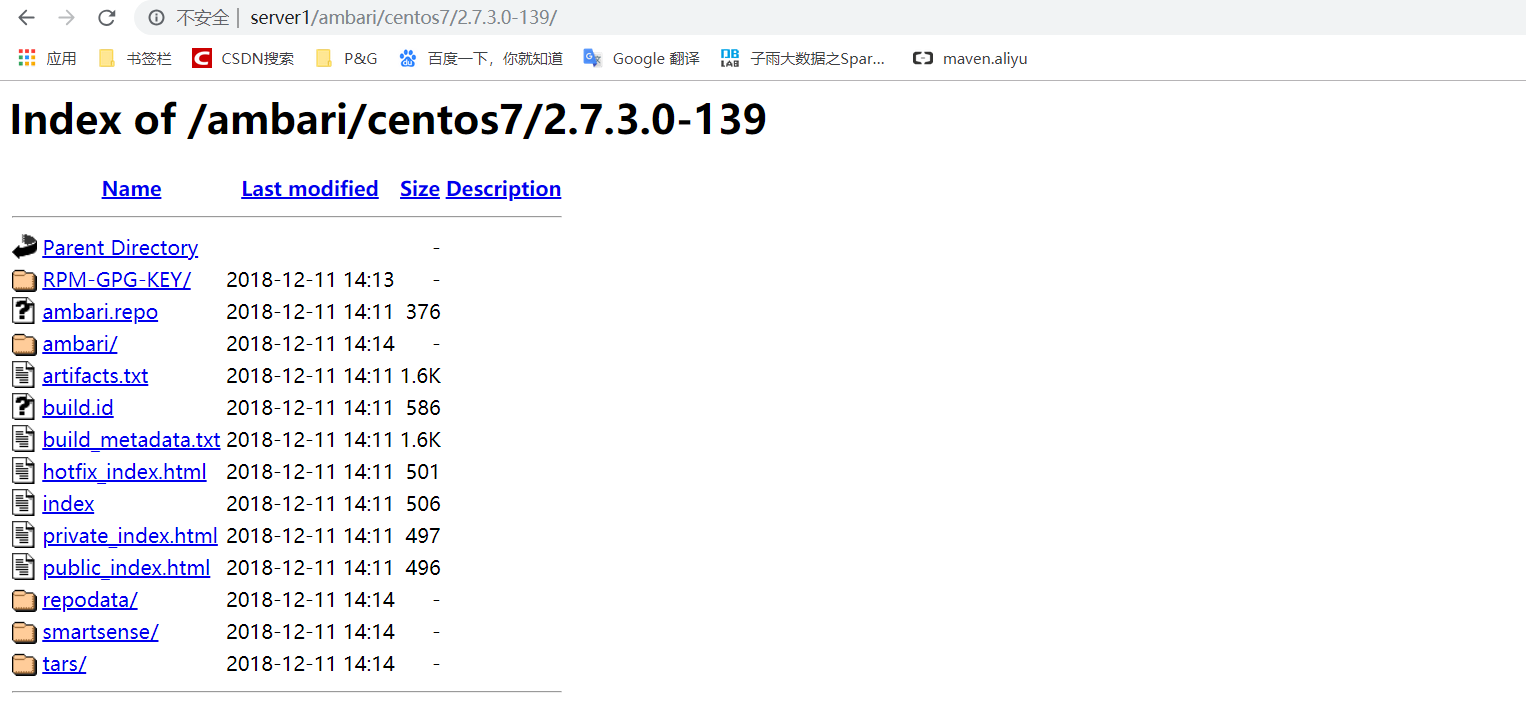 不安全 | server1/ambari/centos7/2.7.3.0-139/
应用 书签栏 CSDN搜索 P&G 百度一下，你就知道 Google 翻译 DB LAB 子雨大数据之Spar... maven.aliyu
Index of /ambari/centos7/2.7.3.0-139
Name Last modified Size Description
Parent Directory -
RPM-GPG-KEY/ 2018-12-11 14:13 -
ambari.repo 2018-12-11 14:11 376
ambari/ 2018-12-11 14:14 -
artifacts.txt 2018-12-11 14:11 1.6K
build.id 2018-12-11 14:11 586
build_metadata.txt 2018-12-11 14:11 1.6K
hotfix_index.html 2018-12-11 14:11 501
index 2018-12-11 14:11 506
private_index.html 2018-12-11 14:11 497
public_index.html 2018-12-11 14:11 496
repodata/ 2018-12-11 14:14 -
smartsense/ 2018-12-11 14:14 -
tars/ 2018-12-11 14:14 -